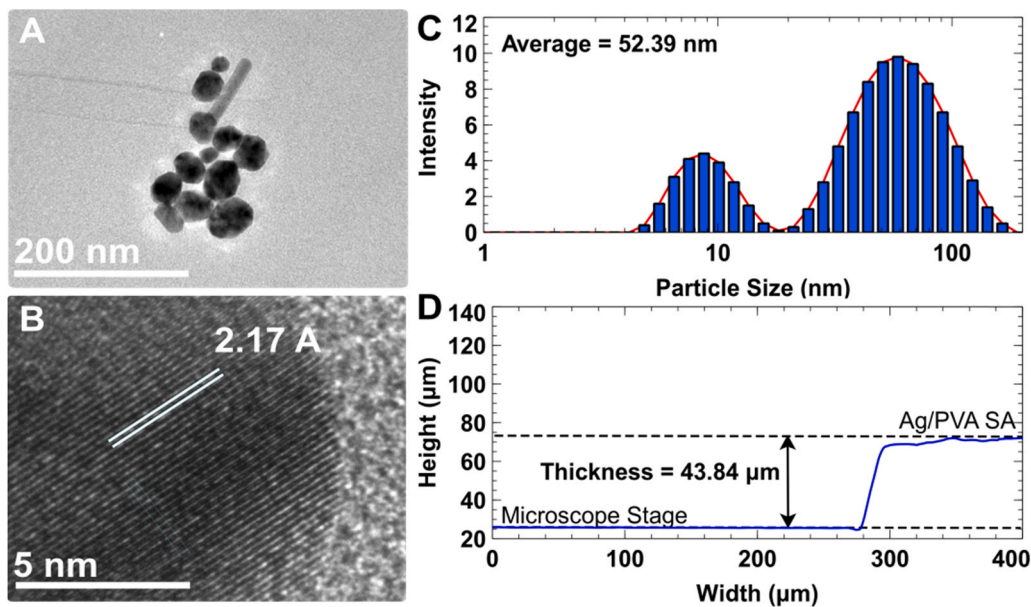 A
200 nm
B
2.17 A
5 nm
C
Average = 52.39 nm
Intensity
12
10
8
6
4
2
0
1
10
100
Particle Size (nm)
D
Height (µm)
140
120
100
80
60
40
20
Ag/PVA SA
Thickness = 43.84 µm
Microscope Stage
0
100
200
300
400
Width (µm)